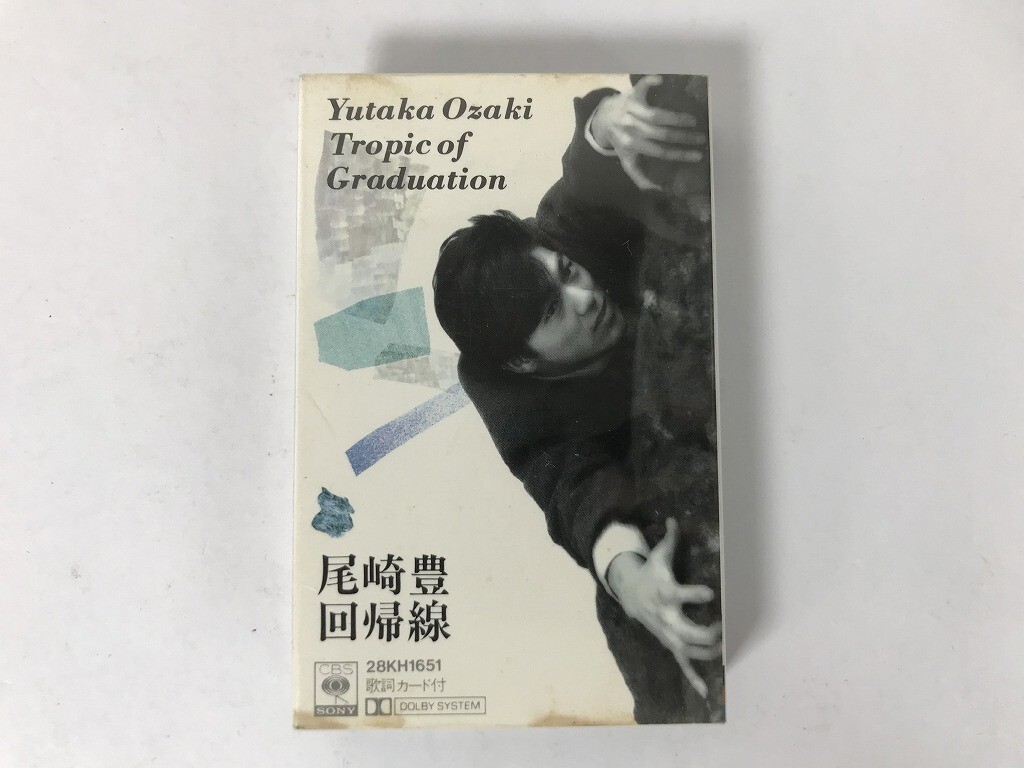 Yutaka Ozaki
Tropic of
Graduation
尾崎豊
回帰線
CBS
SONY
28KH1651
歌詞カード付
DOLBY SYSTEM